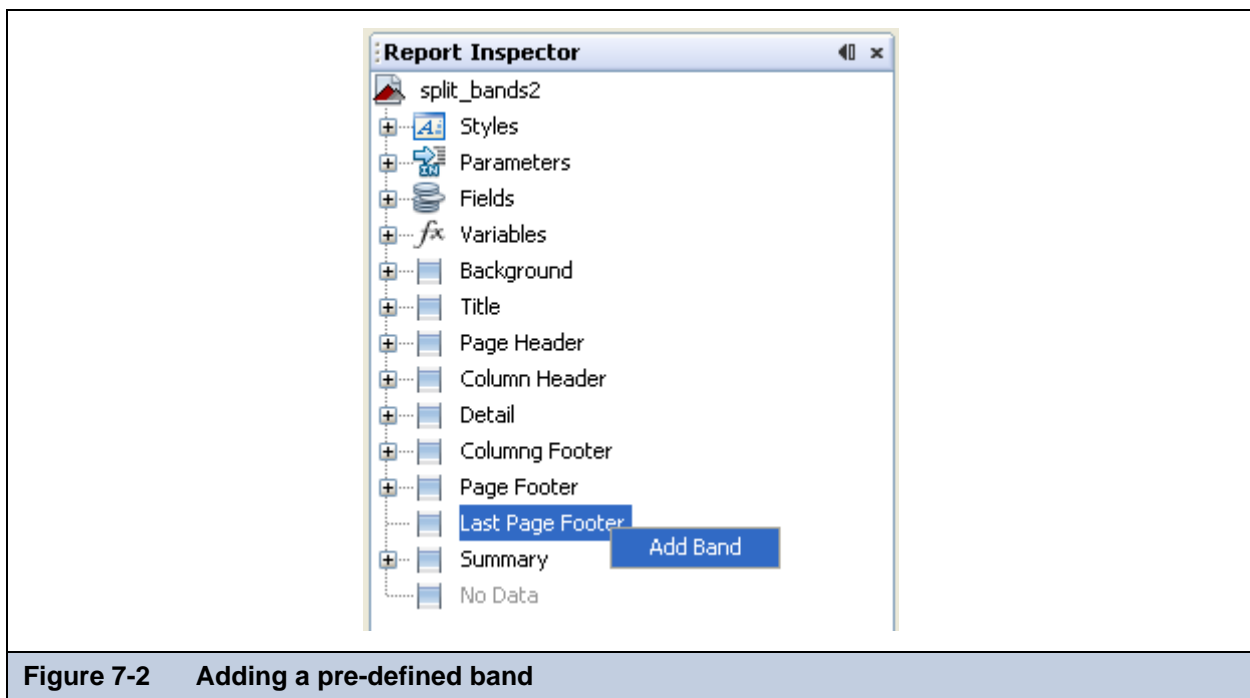 Report Inspector
split_bands2
Styles
Parameters
Fields
Variables
Background
Title
Page Header
Column Header
Detail
Columng Footer
Page Footer
Last Page Footer
Add Band
Summary
No Data
Figure 7-2 Adding a pre-defined band